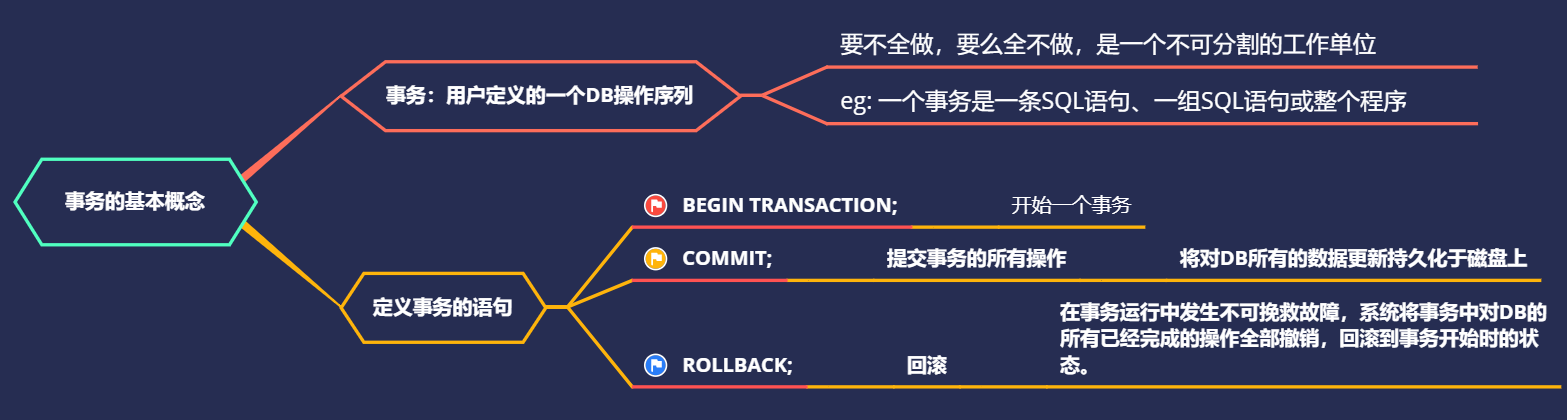 事务的基本概念
事务：用户定义的一个DB操作序列
要不全做，要么全不做，是一个不可分割的工作单位
eg: 一个事务是一条SQL语句、一组SQL语句或整个程序
定义事务的语句
BEGIN TRANSACTION;
开始一个事务
COMMIT;
提交事务的所有操作
将对DB所有的数据更新持久化于磁盘上
ROLLBACK;
回滚
在事务运行中发生不可挽救故障，系统将事务中对DB的
所有已经完成的操作全部撤销，回滚到事务开始时的状
态。